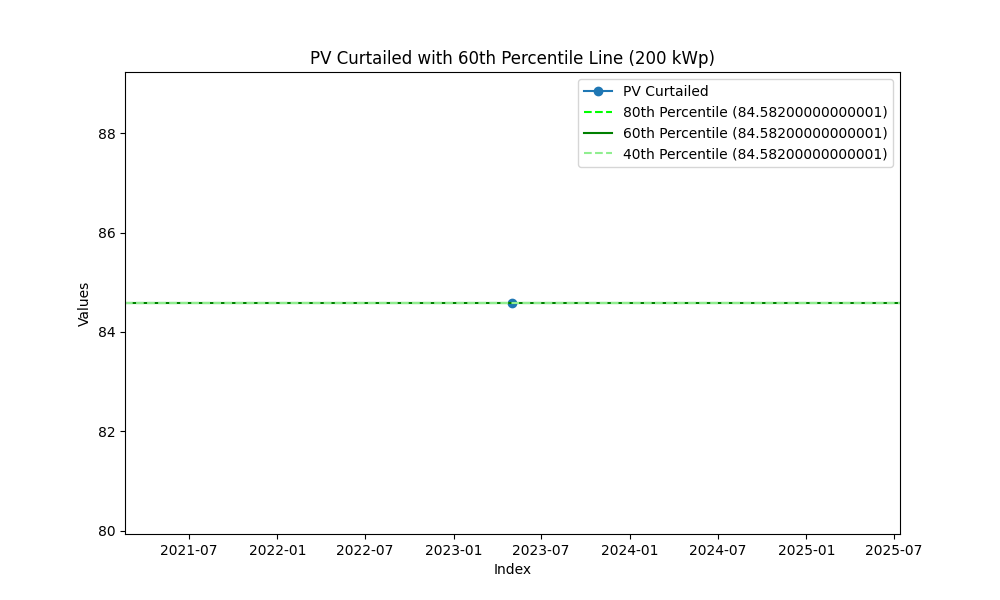 PV Curtailed with 60th Percentile Line (200 kWp)
PV Curtailed
80th Percentile (84.58200000000001)
60th Percentile (84.58200000000001)
40th Percentile (84.58200000000001)
88
86
84
82
80
Values
2021-07 2022-01 2022-07 2023-01 2023-07 2024-01 2024-07 2025-01 2025-07
Index